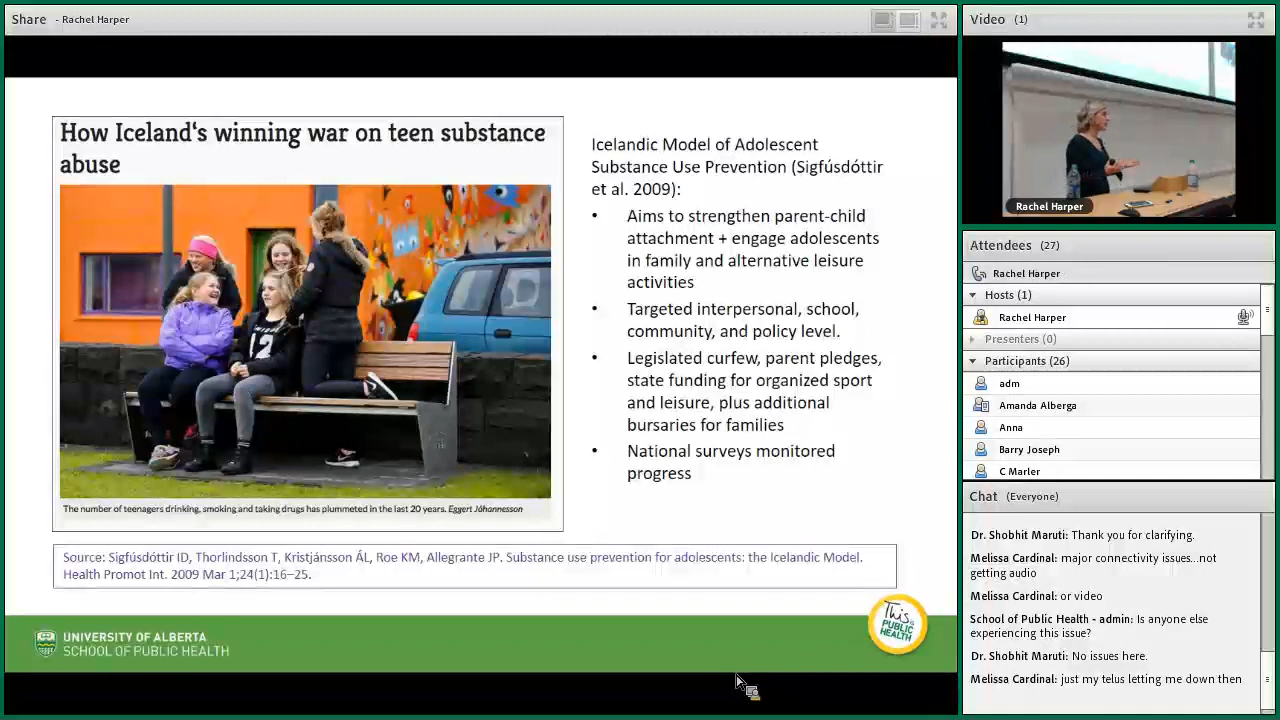 Share - Rachel Harper
How Iceland's winning war on teen substance
abuse
The number of teenagers drinking, smoking and taking drugs has plummeted in the last 20 years. Eggert Jóhannesson
Icelandic Model of Adolescent
Substance Use Prevention (Sigfúsdóttir
et al. 2009):
• Aims to strengthen parent-child
attachment + engage adolescents
in family and alternative leisure
activities
• Targeted interpersonal, school,
community, and policy level.
• Legislated curfew, parent pledges,
state funding for organized sport
and leisure, plus additional
bursaries for families
• National surveys monitored
progress
Source: Sigfúsdóttir ID, Thorlindsson T, Kristjánsson ÁL, Roe KM, Allegrante JP. Substance use prevention for adolescents: the Icelandic Model.
Health Promot Int. 2009 Mar 1;24(1):16–25.
UNIVERSITY OF ALBERTA
SCHOOL OF PUBLIC HEALTH
This
is
PUBLIC
HEALTH
Video (1)
Rachel Harper
Attendees (27)
Rachel Harper
Hosts (1)
Rachel Harper
Presenters (0)
Participants (26)
adm
Amanda Alberga
Anna
Barry Joseph
C Marler
Chat (Everyone)
Dr. Shobhit Maruti: Thank you for clarifying.
Melissa Cardinal: major connectivity issues...not
getting audio
Melissa Cardinal: or video
School of Public Health - admin: Is anyone else
experiencing this issue?
Dr. Shobhit Maruti: No issues here.
Melissa Cardinal: just my telus letting me down then